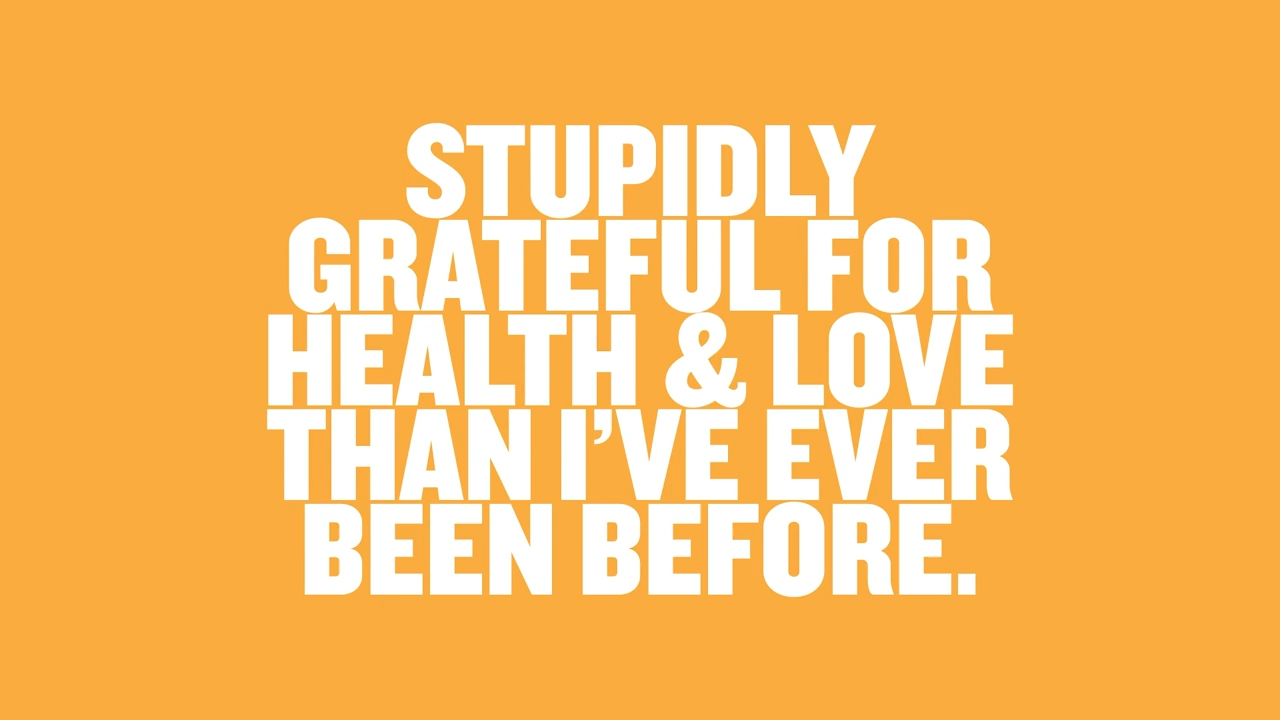 STUPIDLY
GRATEFUL FOR
HEALTH & LOVE
THAN I’VE EVER
BEEN BEFORE.